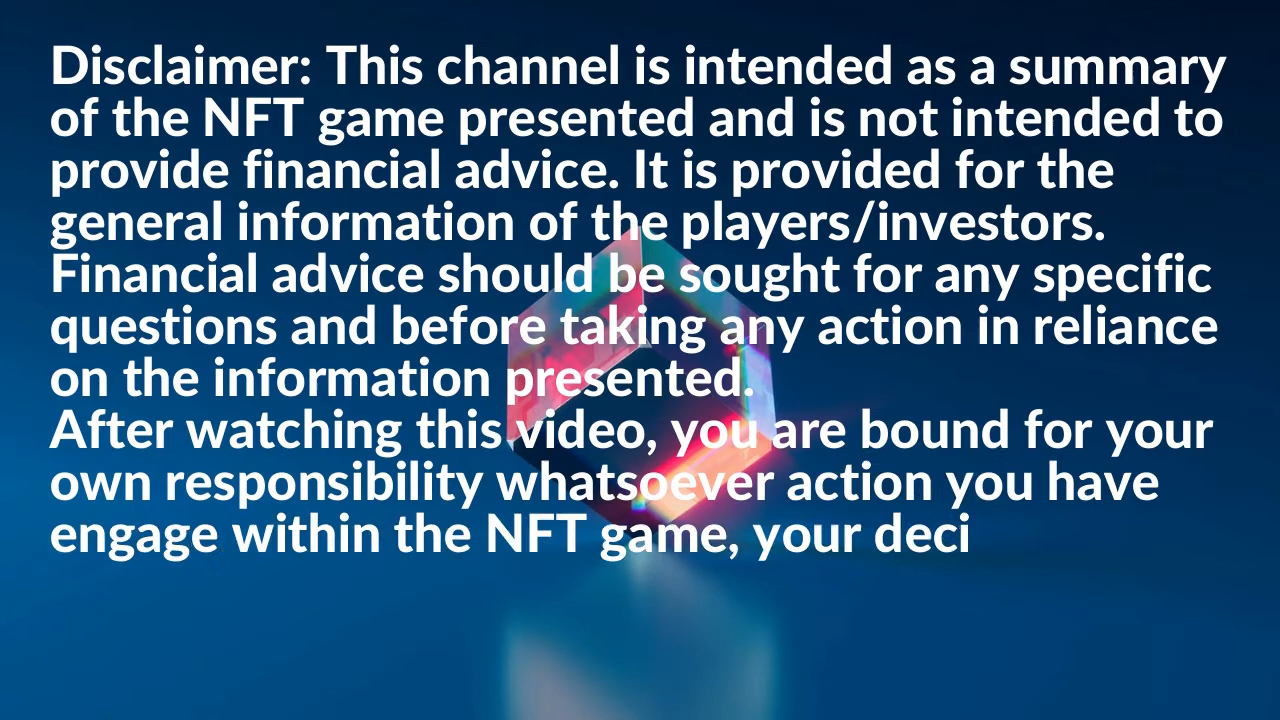 Disclaimer: This channel is intended as a summary
of the NFT game presented and is not intended to
provide financial advice. It is provided for the
general information of the players/investors.
Financial advice should be sought for any specific
questions and before taking any action in reliance
on the information presented.
After watching this video, you are bound for your
own responsibility whatsoever action you have
engage within the NFT game, your deci